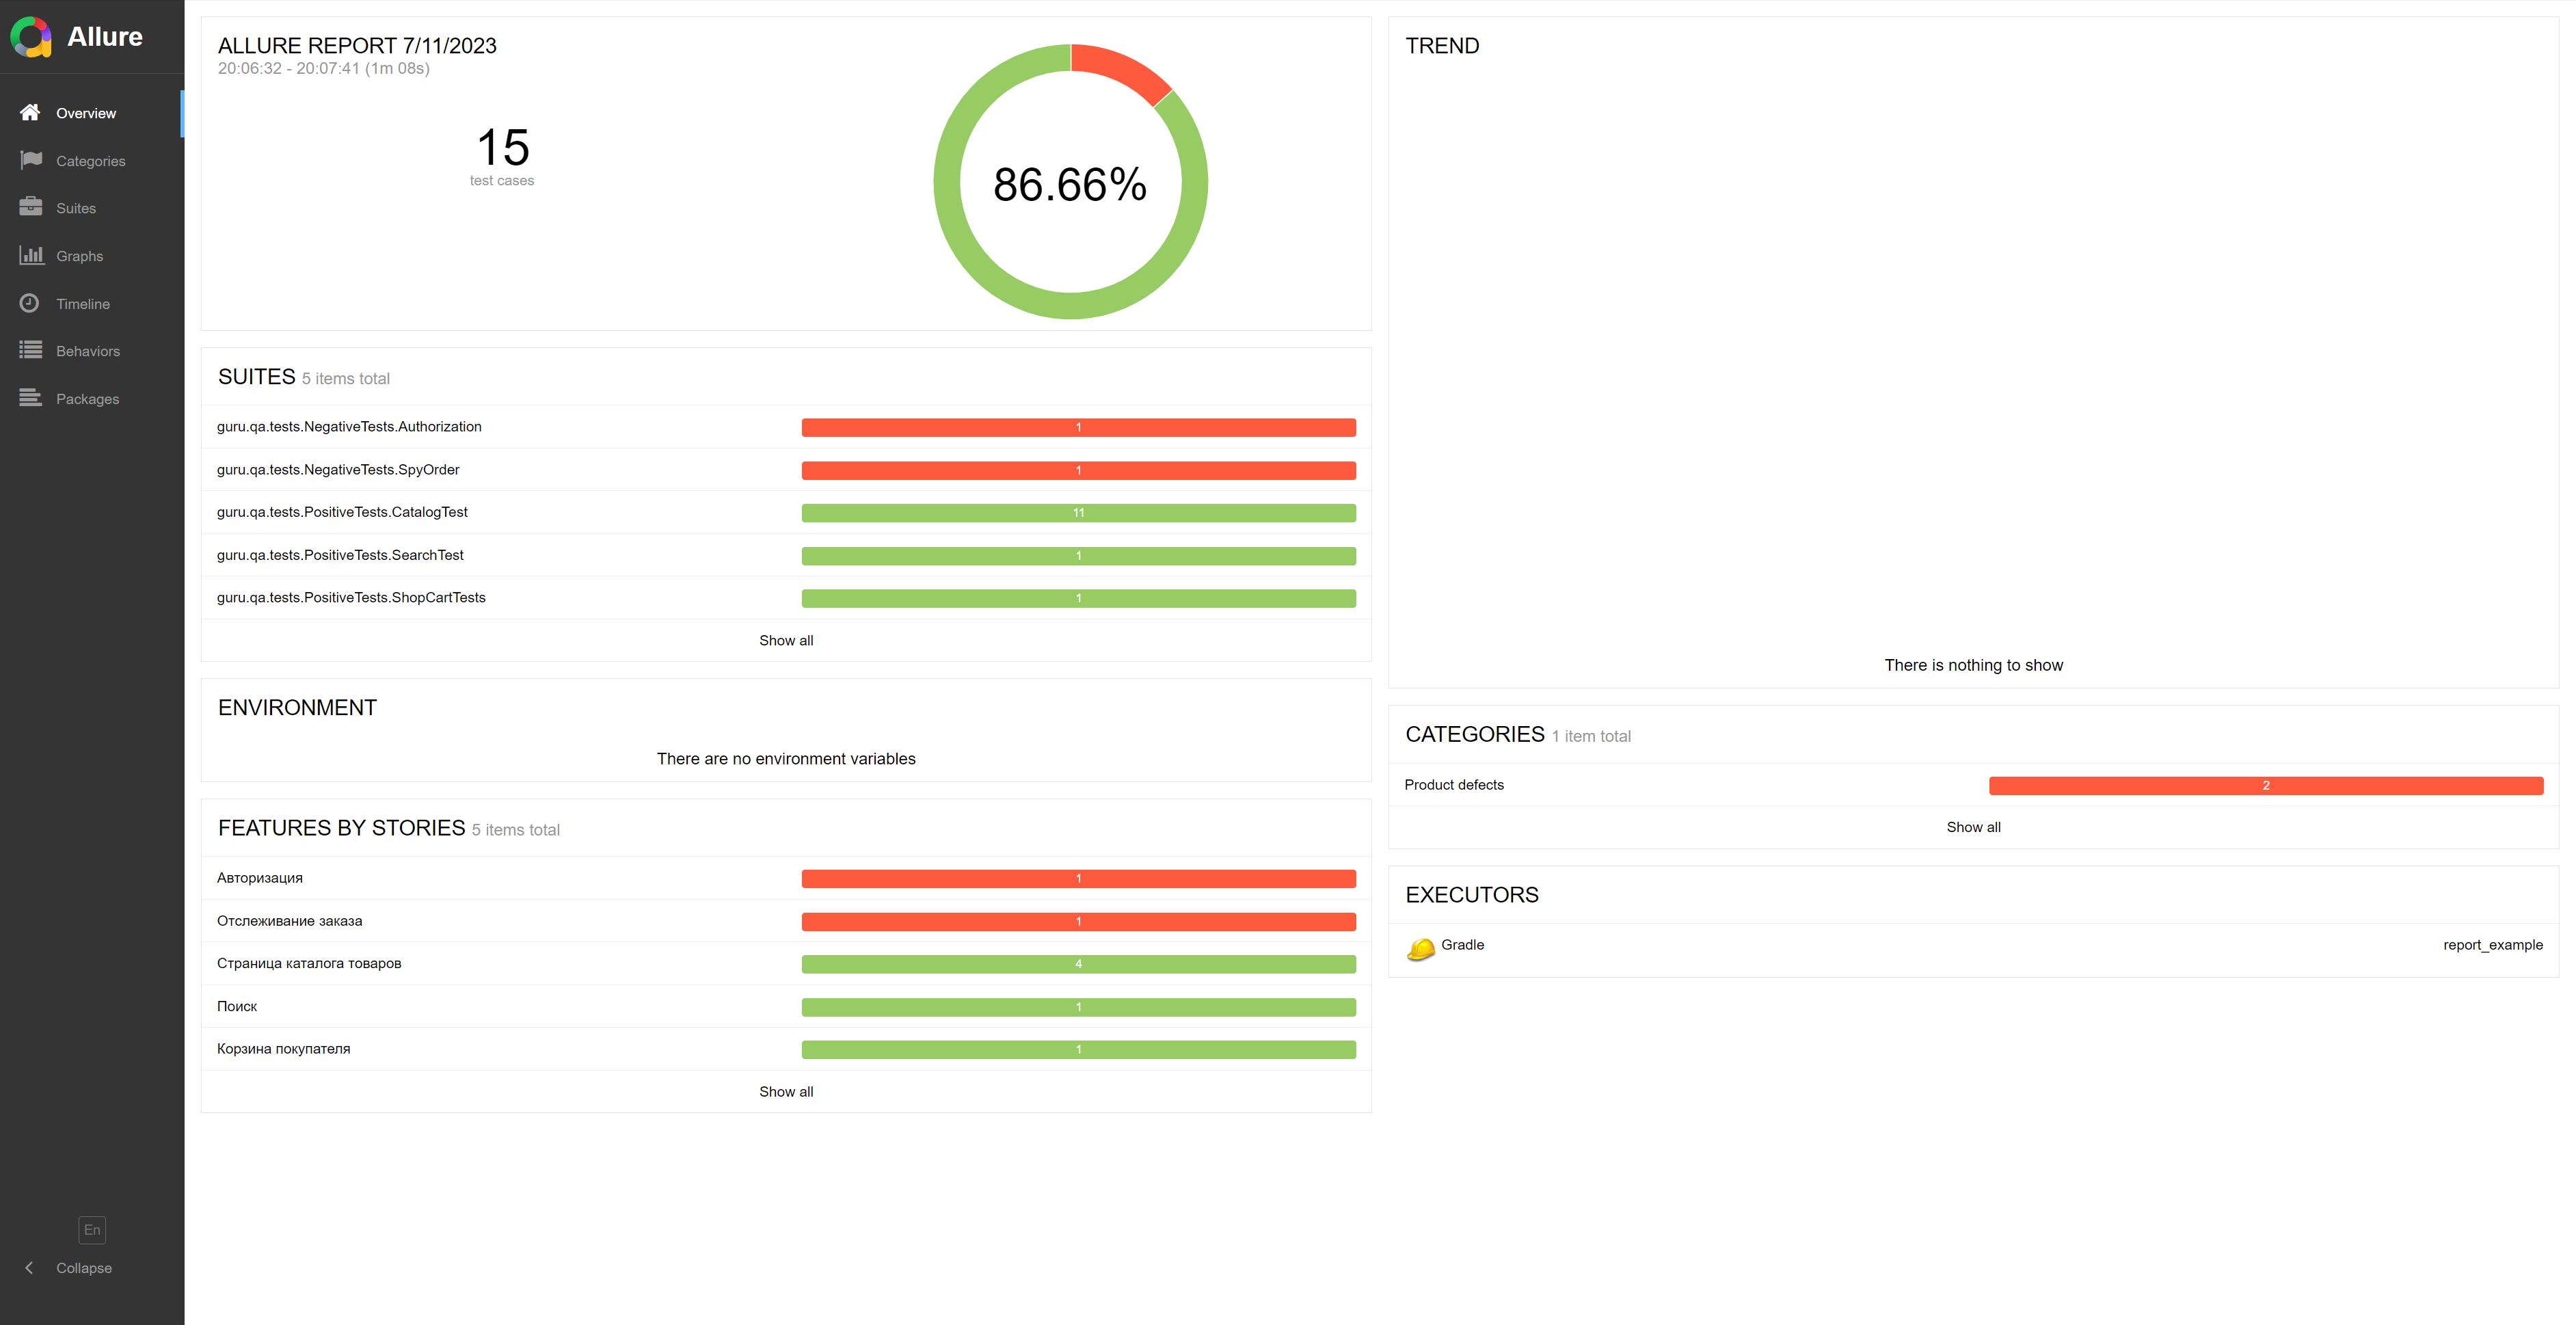 Allure
Overview
Categories
Suites
Graphs
Timeline
Behaviors
Packages
En
Collapse
ALLURE REPORT 7/11/2023
20:06:32 - 20:07:41 (1m 08s)
15
test cases
86.66%
SUITES 5 items total
guru.qa.tests.NegativeTests.Authorization 1
guru.qa.tests.NegativeTests.SpyOrder 1
guru.qa.tests.PositiveTests.CatalogTest 11
guru.qa.tests.PositiveTests.SearchTest 1
guru.qa.tests.PositiveTests.ShopCartTests 1
Show all
ENVIRONMENT
There are no environment variables
FEATURES BY STORIES 5 items total
Авторизация 1
Отслеживание заказа 1
Страница каталога товаров 4
Поиск 1
Корзина покупателя 1
Show all
TREND
There is nothing to show
CATEGORIES 1 item total
Product defects 2
Show all
EXECUTORS
Gradle report_example